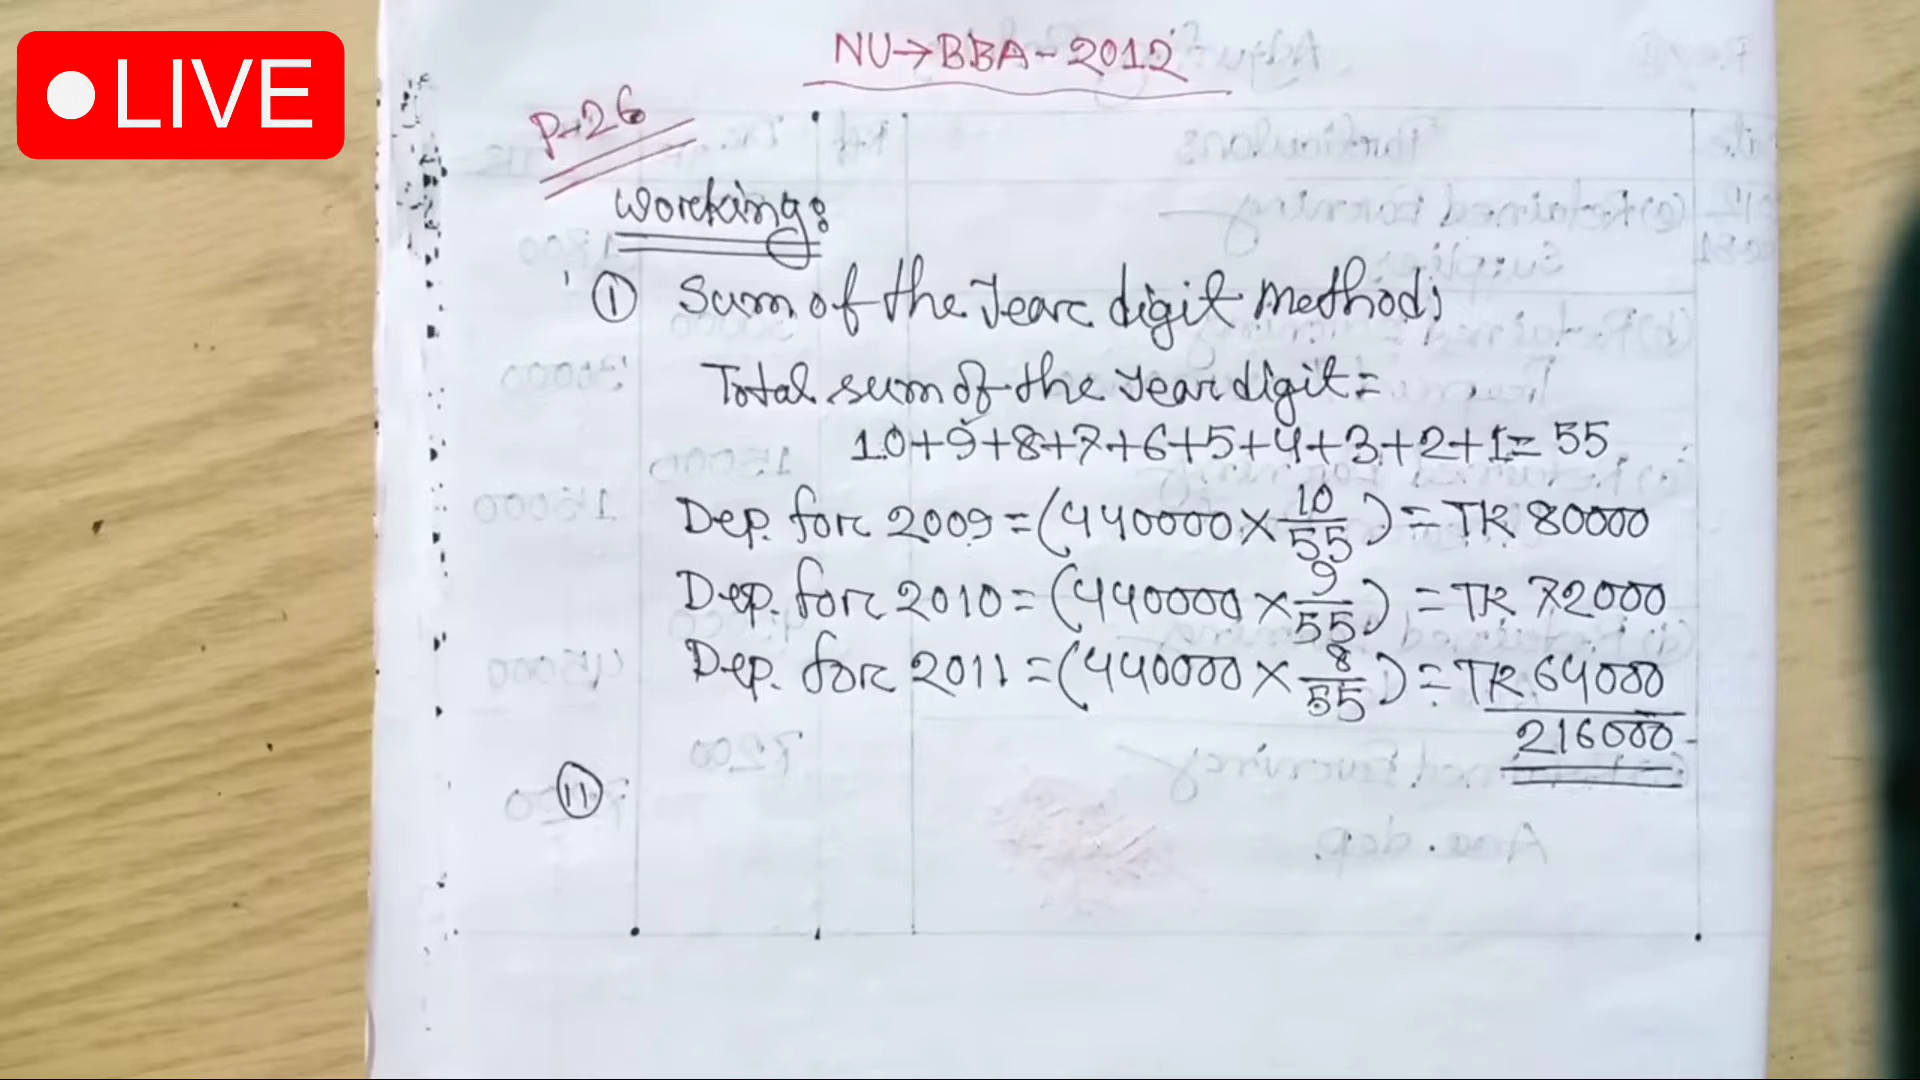 LIVE
NU→BBA-2012
P-26
Working:
① Sum of the Year digit Method;
Total sum of the Year digit =
10+9+8+7+6+5+4+3+2+1= 55
Dep. for 2009 = (440000 × 10/55) = TK 80000
Dep. for 2010 = (440000 × 9/55) = TK 72000
Dep. for 2011 = (440000 × 8/55) = TK 64000
216000
⑪